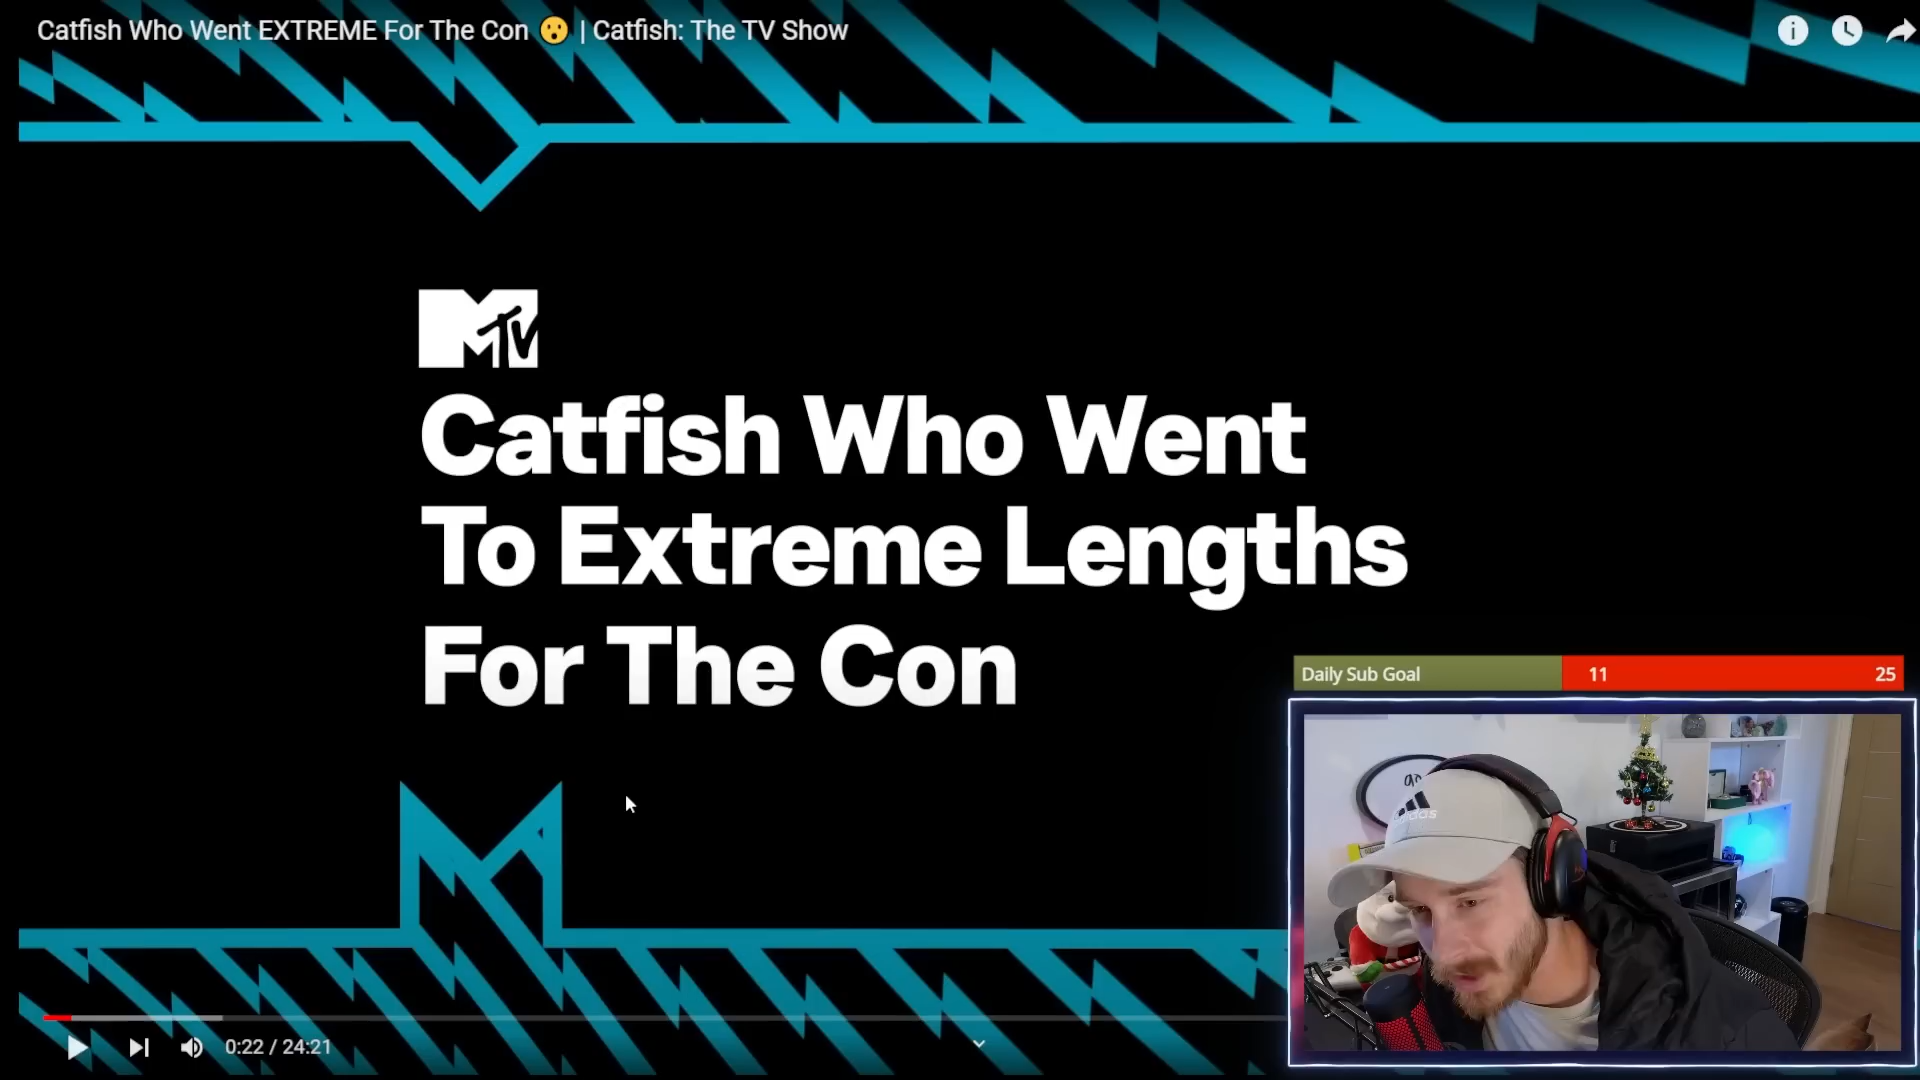 Catfish Who Went EXTREME For The Con 😮 | Catfish: The TV Show
MTV
Catfish Who Went
To Extreme Lengths
For The Con
Daily Sub Goal 11 25
adidas
0:22 / 24:21